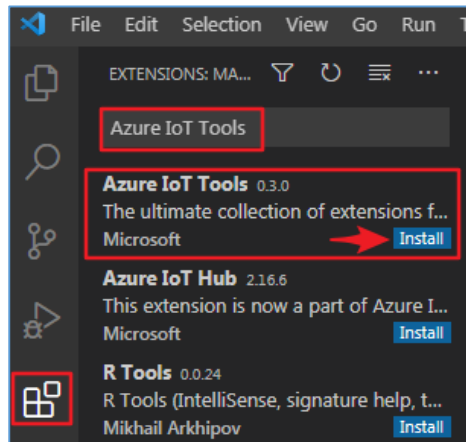 File Edit Selection View Go Run
EXTENSIONS: MA...
Azure IoT Tools
Azure IoT Tools 0.3.0
The ultimate collection of extensions f...
Microsoft Install
Azure IoT Hub 2.16.6
This extension is now a part of Azure I...
Microsoft Install
R Tools 0.0.24
R Tools (IntelliSense, signature help, t...
Mikhail Arkhipov Install